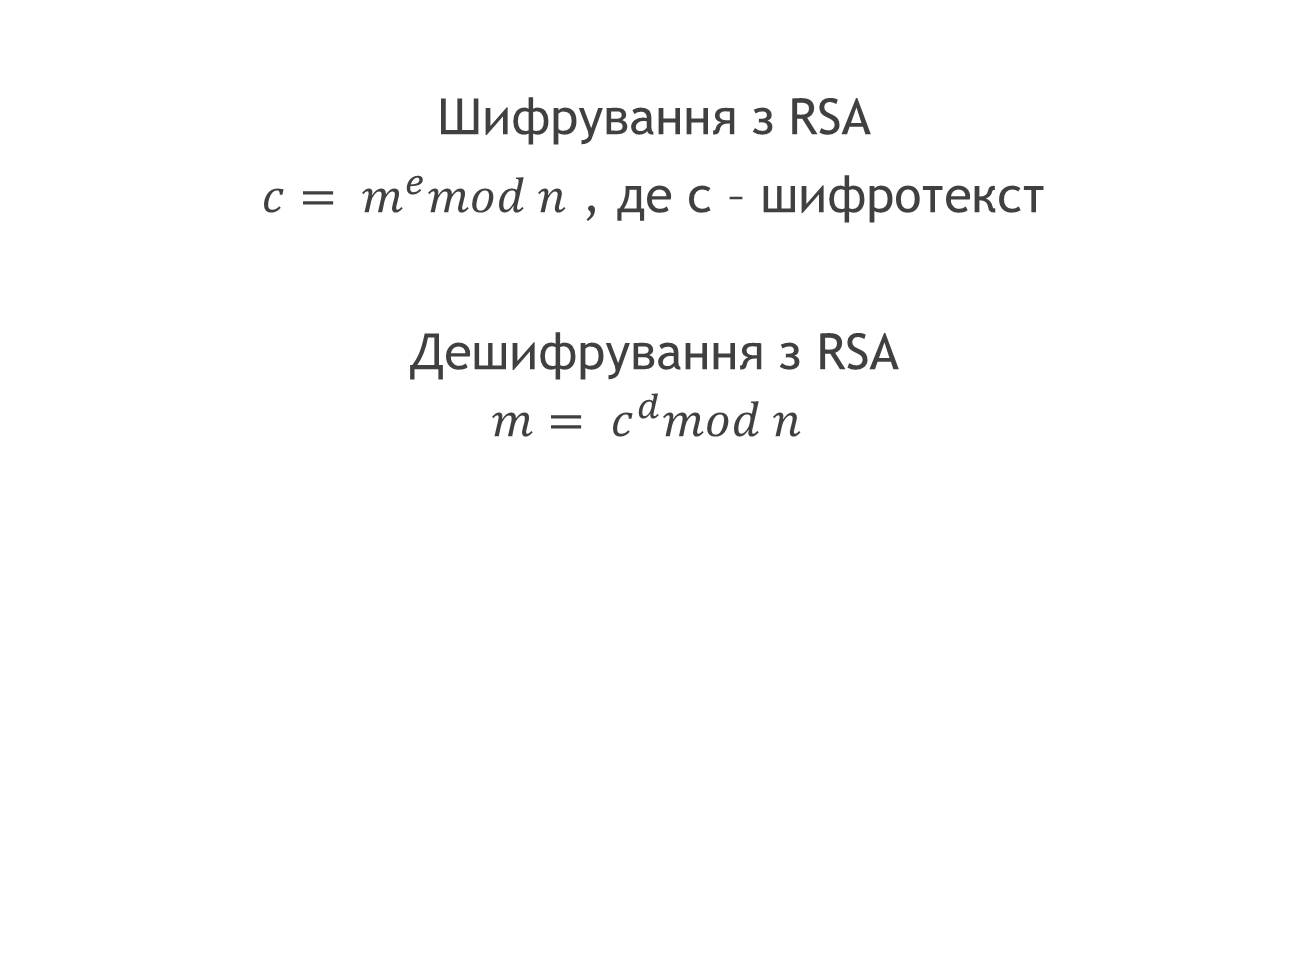 Шифрування з RSA
𝑐 = 𝑚^𝑒 𝑚𝑜𝑑 𝑛 , де с – шифротекст
Дешифрування з RSA
𝑚 = 𝑐^𝑑 𝑚𝑜𝑑 𝑛